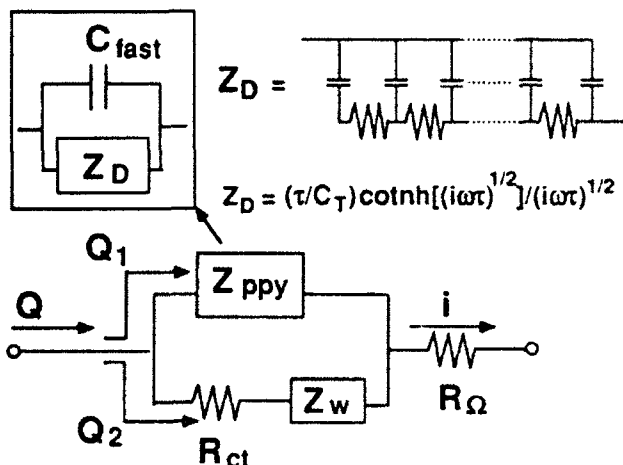 C fast
Z D
Z D =
Z D = (τ/C T) cotnh[(iωτ) 1/2]/(iωτ) 1/2
Q 1
Z ppy
Q
i
R Ω
Q 2
R ct
Z w